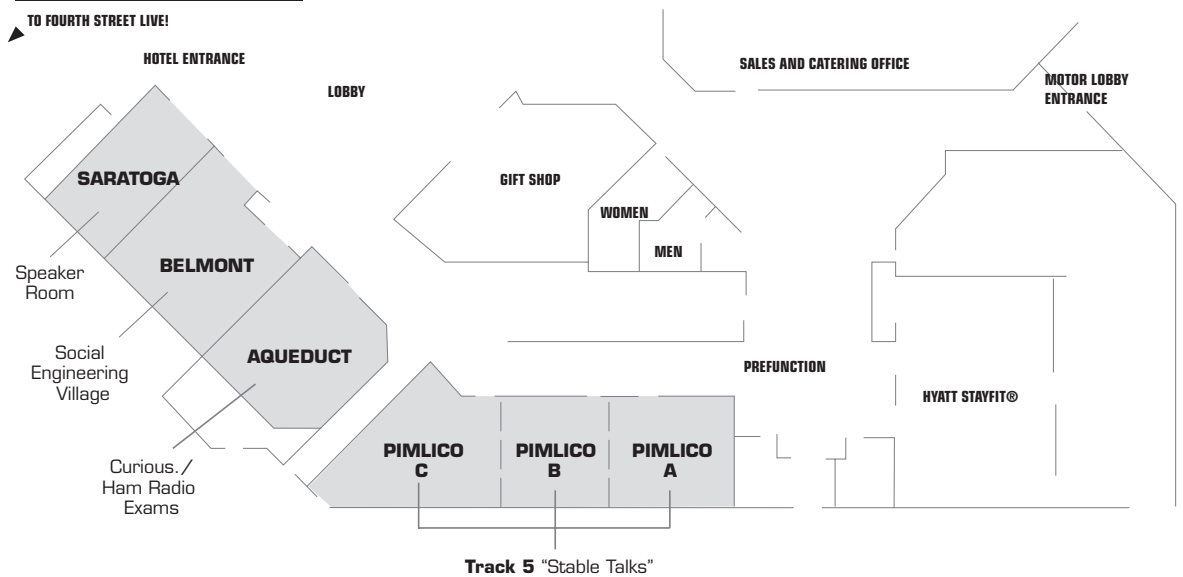 TO FOURTH STREET LIVE!
HOTEL ENTRANCE
LOBBY
SALES AND CATERING OFFICE
MOTOR LOBBY
ENTRANCE
SARATOGA
GIFT SHOP
WOMEN
MEN
BELMONT
Speaker
Room
Social
Engineering
Village
AQUEDUCT
PREFUNCTION
HYATT STAYFIT®
Curious./
Ham Radio
Exams
PIMLICO
C
PIMLICO
B
PIMLICO
A
Track 5 “Stable Talks”